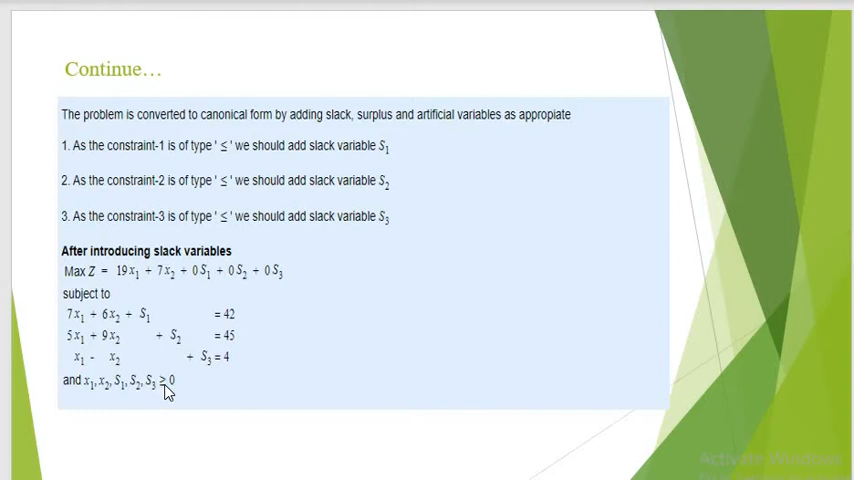 Continue…
The problem is converted to canonical form by adding slack, surplus and artificial variables as appropiate
1. As the constraint-1 is of type ' ≤ ' we should add slack variable S₁
2. As the constraint-2 is of type ' ≤ ' we should add slack variable S₂
3. As the constraint-3 is of type ' ≤ ' we should add slack variable S₃
After introducing slack variables
Max Z = 19x₁ + 7x₂ + 0S₁ + 0S₂ + 0S₃
subject to
7x₁ + 6x₂ + S₁ = 42
5x₁ + 9x₂ + S₂ = 45
x₁ - x₂ + S₃ = 4
and x₁, x₂, S₁, S₂, S₃ ≥ 0
Activate Windows